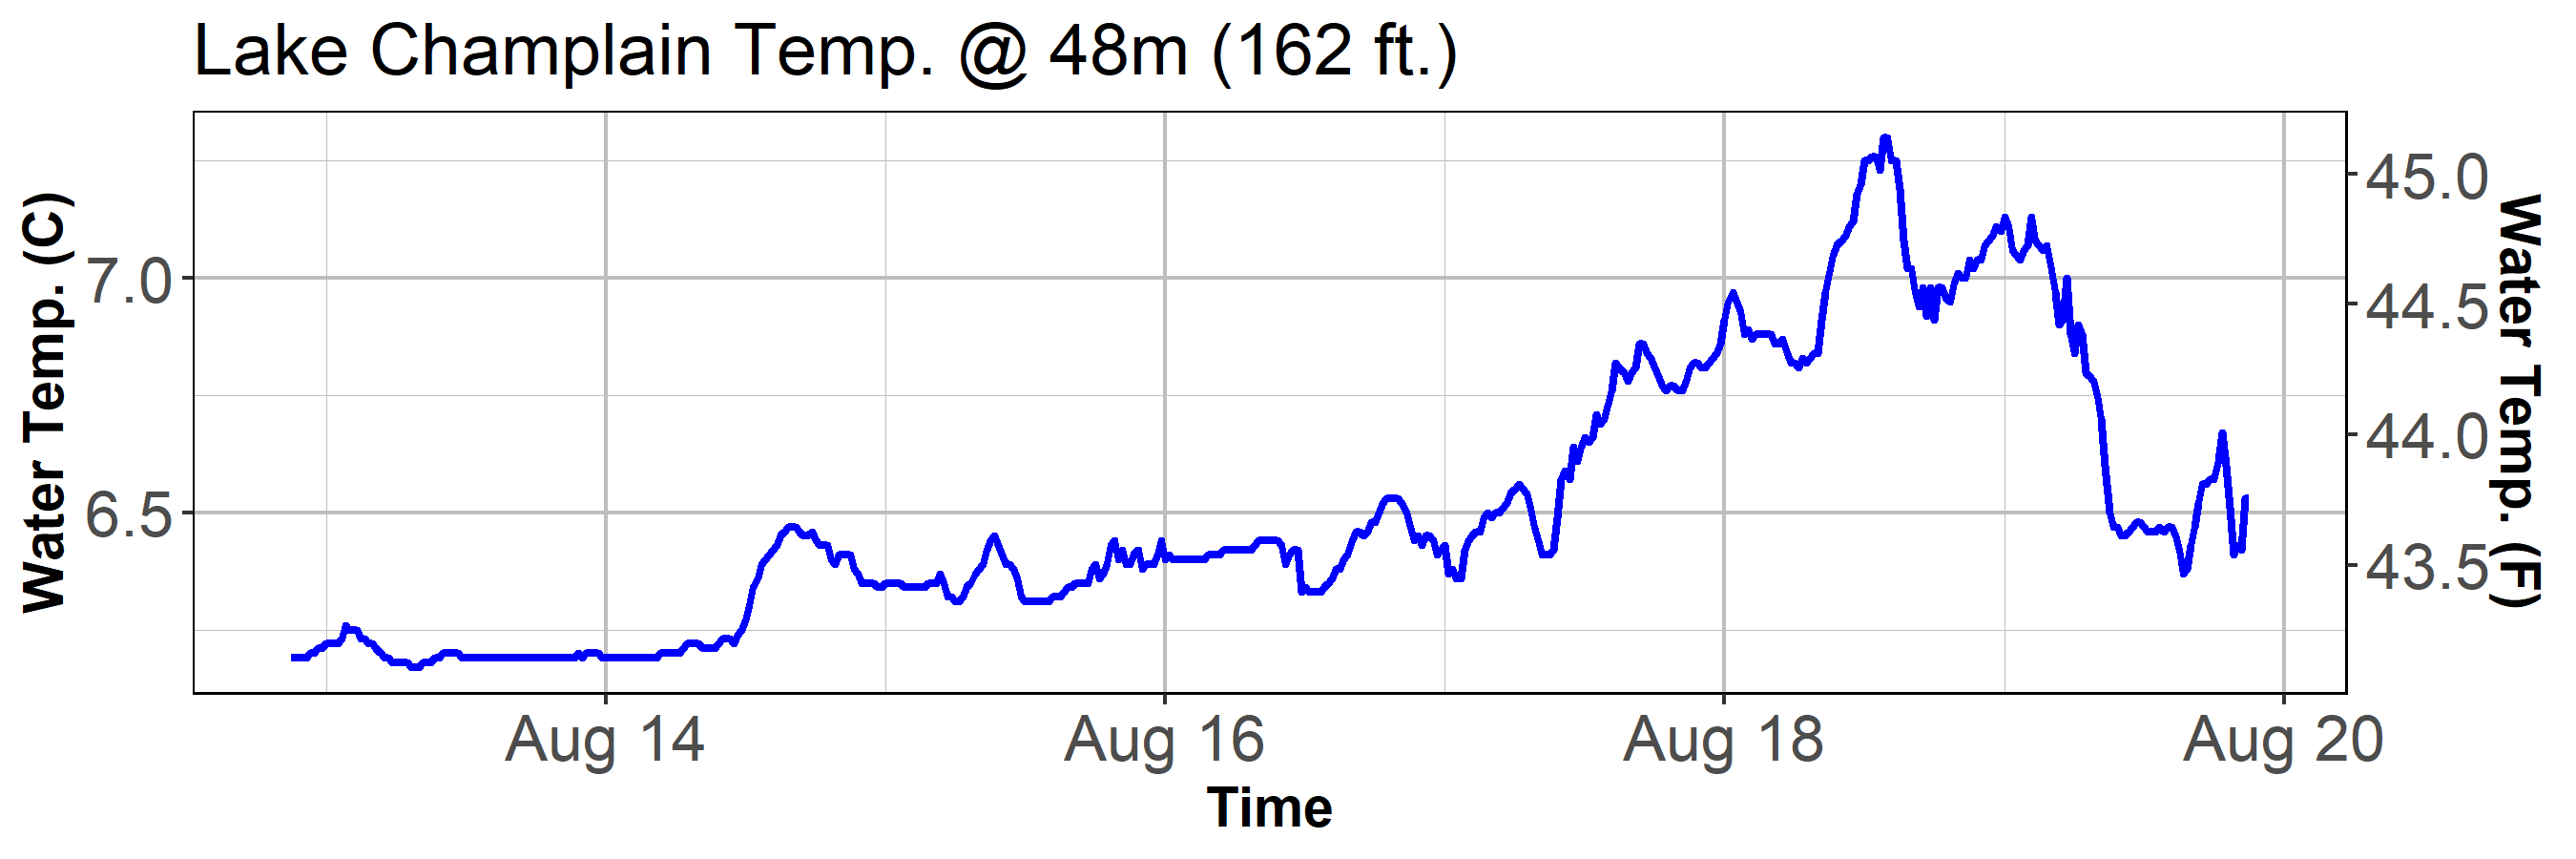 Lake Champlain Temp. @ 48m (162 ft.)
Water Temp. (C)
7.0
6.5
45.0
44.5
44.0
43.5
Water Temp. (F)
Aug 14
Aug 16
Aug 18
Aug 20
Time